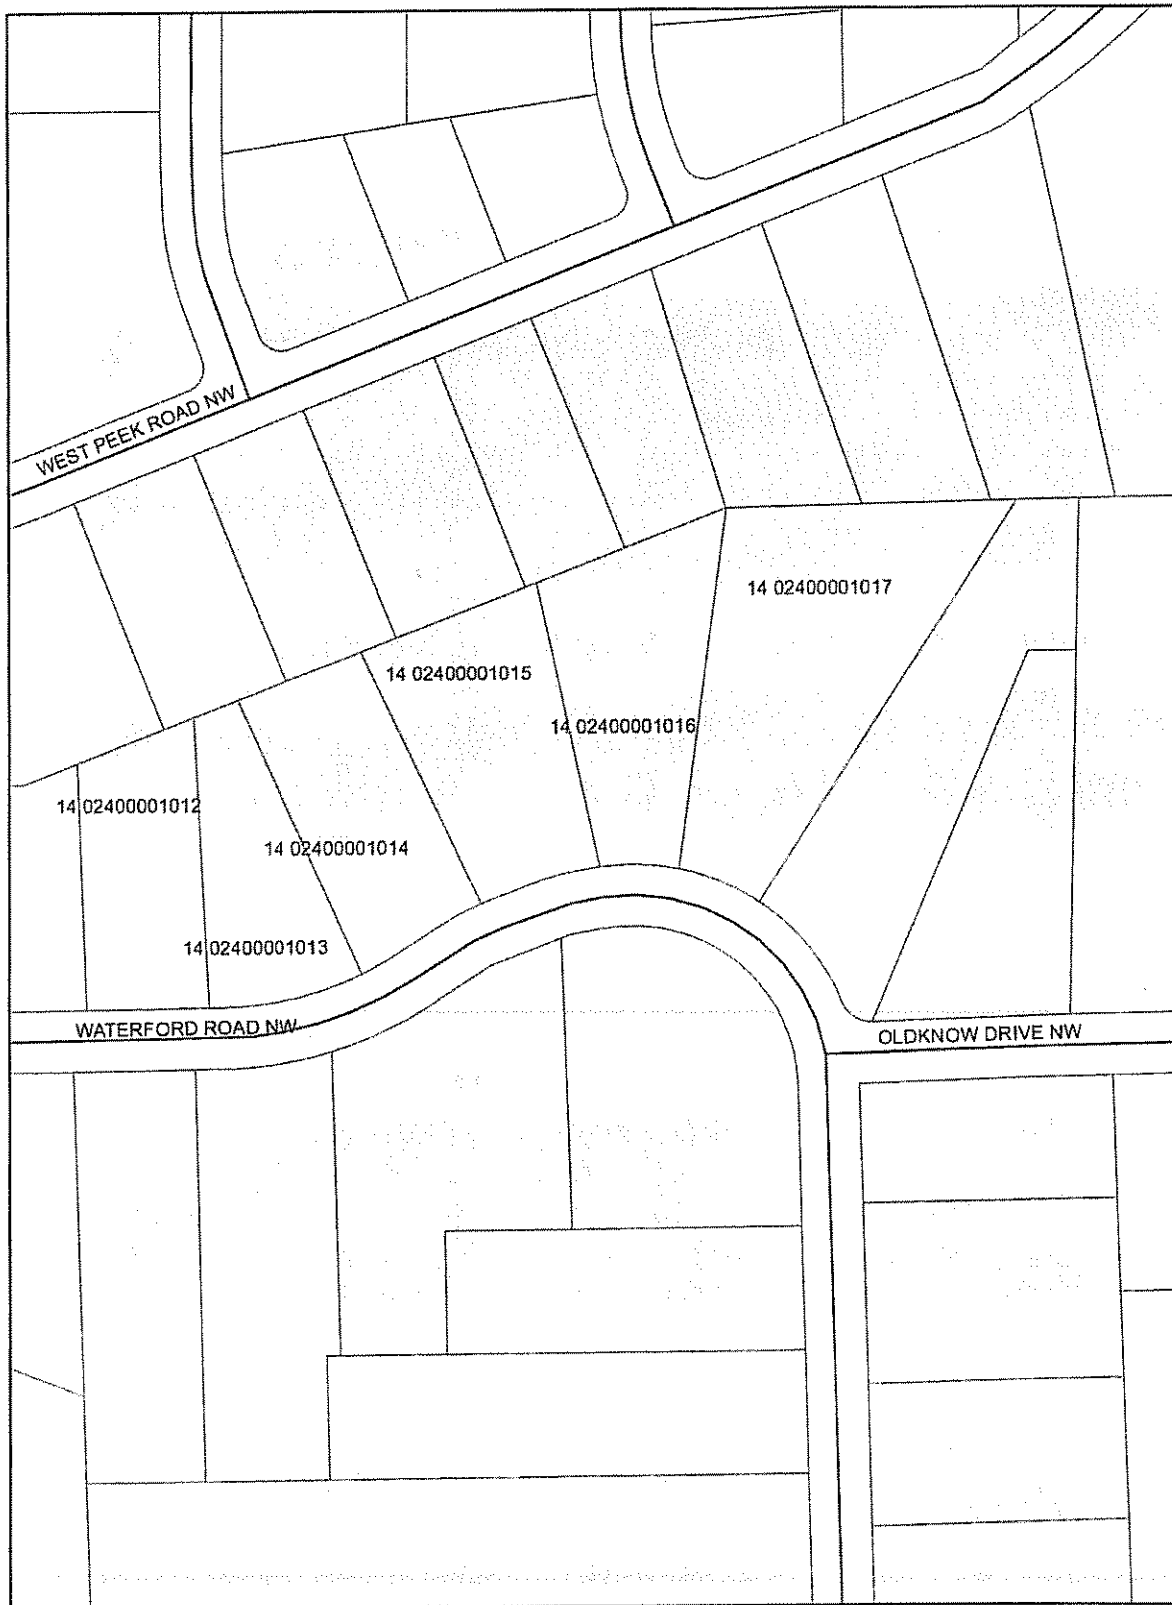 WEST PEEK ROAD NW
14 02400001017
14 02400001015
14 02400001016
14 02400001012
14 02400001014
14 02400001013
WATERFORD ROAD NW
OLDKNOW DRIVE NW